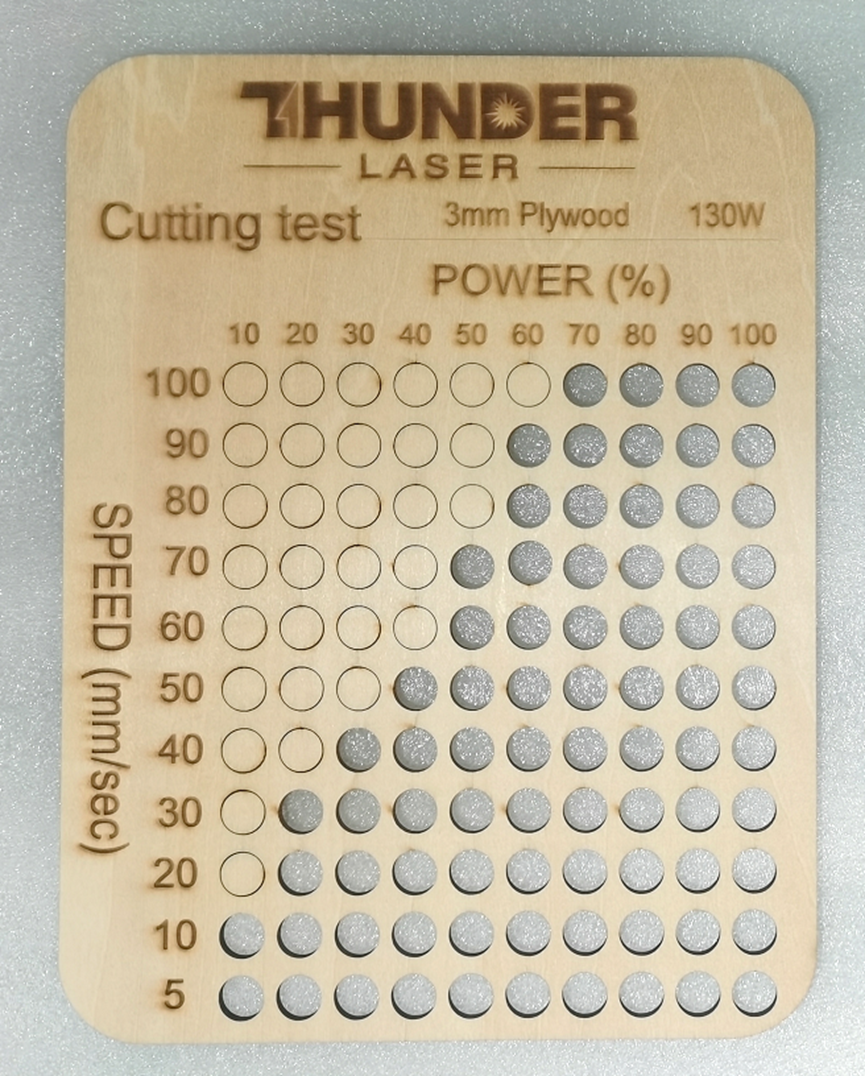 THUNDER
LASER
Cutting test 3mm Plywood 130W
POWER (%)
10 20 30 40 50 60 70 80 90 100
100
90
80
70
60
50
40
30
20
10
5
SPEED (mm/sec)